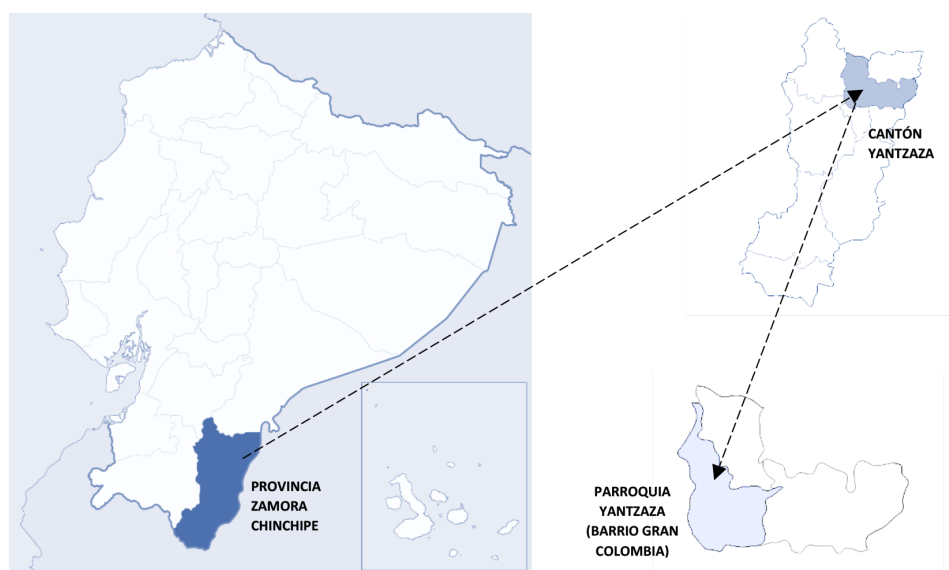 CANTÓN
YANTZAZA
PROVINCIA
ZAMORA
CHINCHIPE
PARROQUIA
YANTZAZA
(BARRIO GRAN
COLOMBIA)